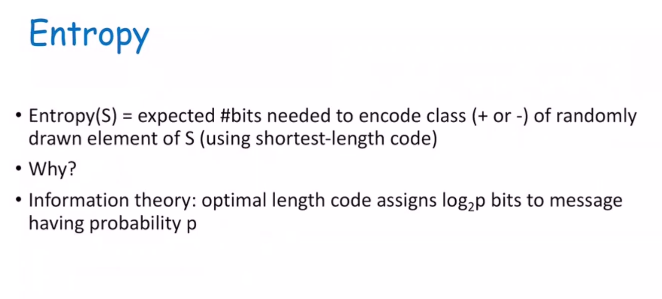 Entropy
• Entropy(S) = expected #bits needed to encode class (+ or -) of randomly
drawn element of S (using shortest-length code)
• Why?
• Information theory: optimal length code assigns log₂p bits to message
having probability p